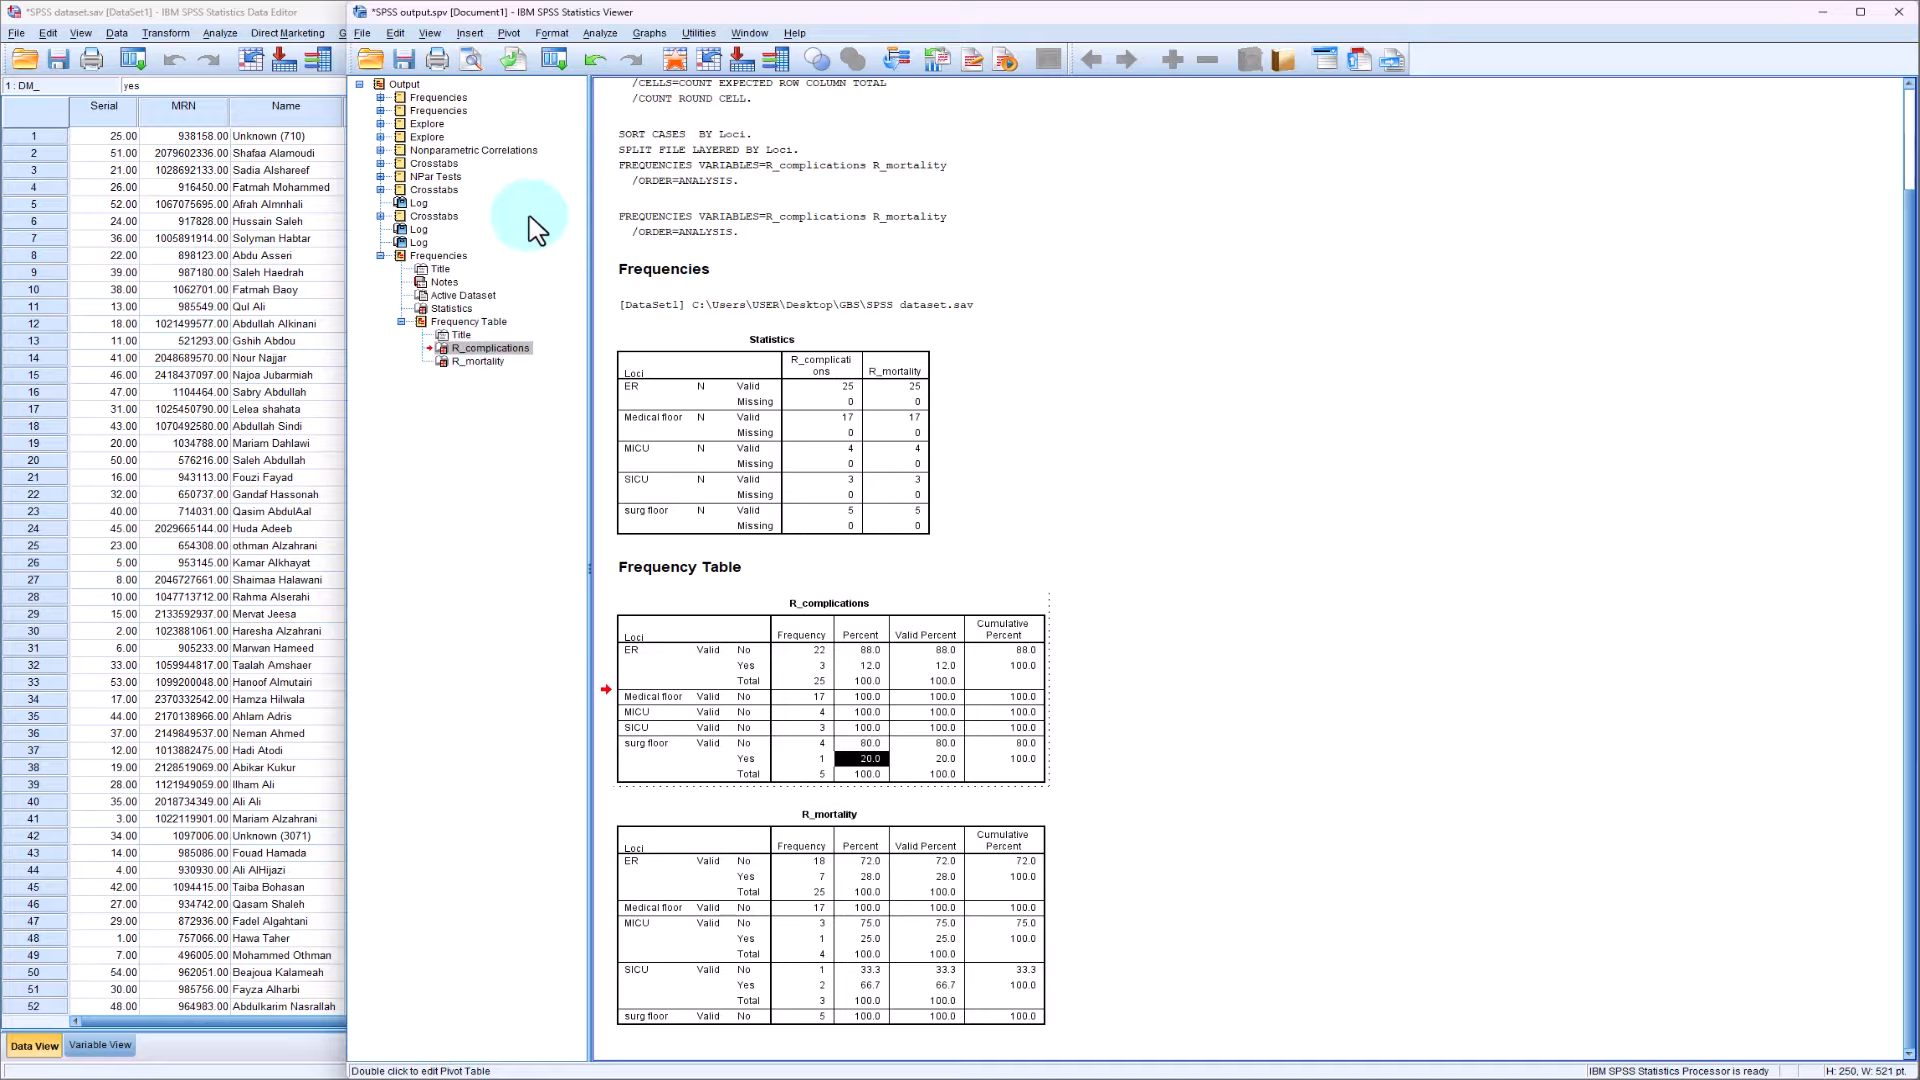 *SPSS dataset.sav [DataSet1] - IBM SPSS Statistics Data Editor
File Edit View Data Transform Analyze Direct Marketing G
1 : DM_ yes
Serial MRN Name
1 25.00 938158.00 Unknown (710)
2 51.00 2079602336.00 Shafaa Alamoudi
3 21.00 1028692133.00 Sadia Alshareef
4 26.00 916450.00 Fatmah Mohammed
5 52.00 1067075695.00 Afrah Almnhali
6 24.00 917828.00 Hussain Saleh
7 36.00 1005891914.00 Solyman Habtar
8 22.00 898123.00 Abdu Asseri
9 39.00 987180.00 Saleh Haedrah
10 38.00 1062701.00 Fatmah Baoy
11 13.00 985549.00 Qul Ali
12 18.00 1021499577.00 Abdullah Alkinani
13 11.00 521293.00 Gshih Abdou
14 41.00 2048689570.00 Nour Najjar
15 46.00 2418437097.00 Najoa Jubarmiah
16 47.00 1104464.00 Sabry Abdullah
17 31.00 1025450790.00 Lelea shahata
18 43.00 1070492580.00 Abdullah Sindi
19 20.00 1034788.00 Mariam Dahlawi
20 50.00 576216.00 Saleh Abdullah
21 16.00 943113.00 Fouzi Fayad
22 32.00 650737.00 Gandaf Hassonah
23 40.00 714031.00 Qasim AbdulAal
24 45.00 2029665144.00 Huda Adeeb
25 23.00 654308.00 othman Alzahrani
26 5.00 953145.00 Kamar Alkhayat
27 8.00 2046727661.00 Shaimaa Halawani
28 10.00 1047713712.00 Rahma Alserahi
29 15.00 2133592937.00 Mervat Jeesa
30 2.00 1023881061.00 Haresha Alzahrani
31 6.00 905233.00 Marwan Hameed
32 33.00 1059944817.00 Taalah Amshaer
33 53.00 1099200048.00 Hanoof Almutairi
34 17.00 2370332542.00 Hamza Hilwala
35 44.00 2170138966.00 Ahlam Adris
36 37.00 2149849537.00 Neman Ahmed
37 12.00 1013882475.00 Hadi Atodi
38 19.00 2128519069.00 Abikar Kukur
39 28.00 1121949059.00 Ilham Ali
40 35.00 2018734349.00 Ali Ali
41 3.00 1022119901.00 Mariam Alzahrani
42 34.00 1097006.00 Unknown (3071)
43 14.00 985086.00 Fouad Hamada
44 4.00 930930.00 Ali AlHijazi
45 42.00 1094415.00 Taiba Bohasan
46 27.00 934742.00 Qasam Shaleh
47 29.00 872936.00 Fadel Algahtani
48 1.00 757066.00 Hawa Taher
49 7.00 496005.00 Mohammed Othman
50 54.00 962051.00 Beajoua Kalameah
51 30.00 985756.00 Fayza Alharbi
52 48.00 964983.00 Abdulkarim Nasrallah
Data View Variable View
*SPSS output.spv [Document1] - IBM SPSS Statistics Viewer
File Edit View Insert Pivot Format Analyze Graphs Utilities Window Help
Output
Frequencies
Frequencies
Explore
Explore
Nonparametric Correlations
Crosstabs
NPar Tests
Crosstabs
Log
Crosstabs
Log
Log
Frequencies
Title
Notes
Active Dataset
Statistics
Frequency Table
Title
R_complications
R_mortality
/CELLS=COUNT EXPECTED ROW COLUMN TOTAL
/COUNT ROUND CELL.
SORT CASES  BY Loci.
SPLIT FILE LAYERED BY Loci.
FREQUENCIES VARIABLES=R_complications R_mortality
/ORDER=ANALYSIS.
FREQUENCIES VARIABLES=R_complications R_mortality
/ORDER=ANALYSIS.
Frequencies
[DataSet1] C:\Users\USER\Desktop\GBS\SPSS dataset.sav
Statistics
Loci R_complicati
ons R_mortality
ER N Valid 25 25
Missing 0 0
Medical floor N Valid 17 17
Missing 0 0
MICU N Valid 4 4
Missing 0 0
SICU N Valid 3 3
Missing 0 0
surg floor N Valid 5 5
Missing 0 0
Frequency Table
R_complications
Loci Frequency Percent Valid Percent Cumulative
Percent
ER Valid No 22 88.0 88.0 88.0
Yes 3 12.0 12.0 100.0
Total 25 100.0 100.0
Medical floor Valid No 17 100.0 100.0 100.0
MICU Valid No 4 100.0 100.0 100.0
SICU Valid No 3 100.0 100.0 100.0
surg floor Valid No 4 80.0 80.0 80.0
Yes 1 20.0 20.0 100.0
Total 5 100.0 100.0
R_mortality
Loci Frequency Percent Valid Percent Cumulative
Percent
ER Valid No 18 72.0 72.0 72.0
Yes 7 28.0 28.0 100.0
Total 25 100.0 100.0
Medical floor Valid No 17 100.0 100.0 100.0
MICU Valid No 3 75.0 75.0 75.0
Yes 1 25.0 25.0 100.0
Total 4 100.0 100.0
SICU Valid No 1 33.3 33.3 33.3
Yes 2 66.7 66.7 100.0
Total 3 100.0 100.0
surg floor Valid No 5 100.0 100.0 100.0
Double click to edit Pivot Table
IBM SPSS Statistics Processor is ready
H: 250, W: 521 pt.